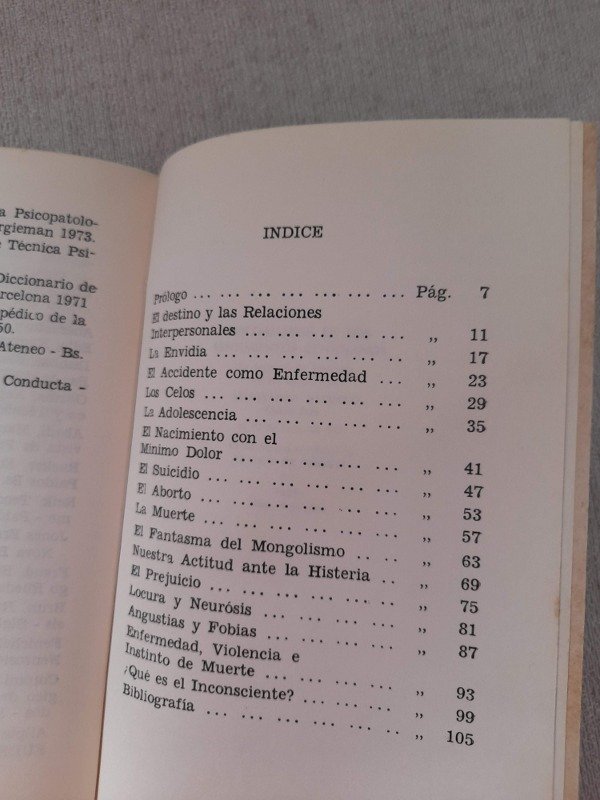 a Psicopatolo-
rgieman 1973.
e Técnica Psi-
Diccionario de
arcelona 1971
pédico de la
50.
Ateneo - Bs.
Conducta -
INDICE
Prólogo ... ... ... ... ... ... ... Pág. 7
El destino y las Relaciones
Interpersonales ... ... ... ... ... ,, 11
La Envidia ... ... ... ... ... ... ,, 17
El Accidente como Enfermedad ... ,, 23
Los Celos ... ... ... ... ... ... ,, 29
La Adolescencia ... ... ... ... ... ,, 35
El Nacimiento con el
Mínimo Dolor ... ... ... ... ... ,, 41
El Suicidio ... ... ... ... ... ... ,, 47
El Aborto ... ... ... ... ... ... ,, 53
La Muerte ... ... ... ... ... ... ,, 57
El Fantasma del Mongolismo .. .. ,, 63
Nuestra Actitud ante la Histeria .. ,, 69
El Prejuicio ... ... ... ... ... ... ,, 75
Locura y Neurósis ... ... ... ... ,, 81
Angustias y Fobias ... ... ... ... ,, 87
Enfermedad, Violencia e
Instinto de Muerte ... ... ... ... ,, 93
¿Qué es el Inconsciente? ... ... ... ,, 99
Bibliografía ... ... ... ... ... .. ,, 105